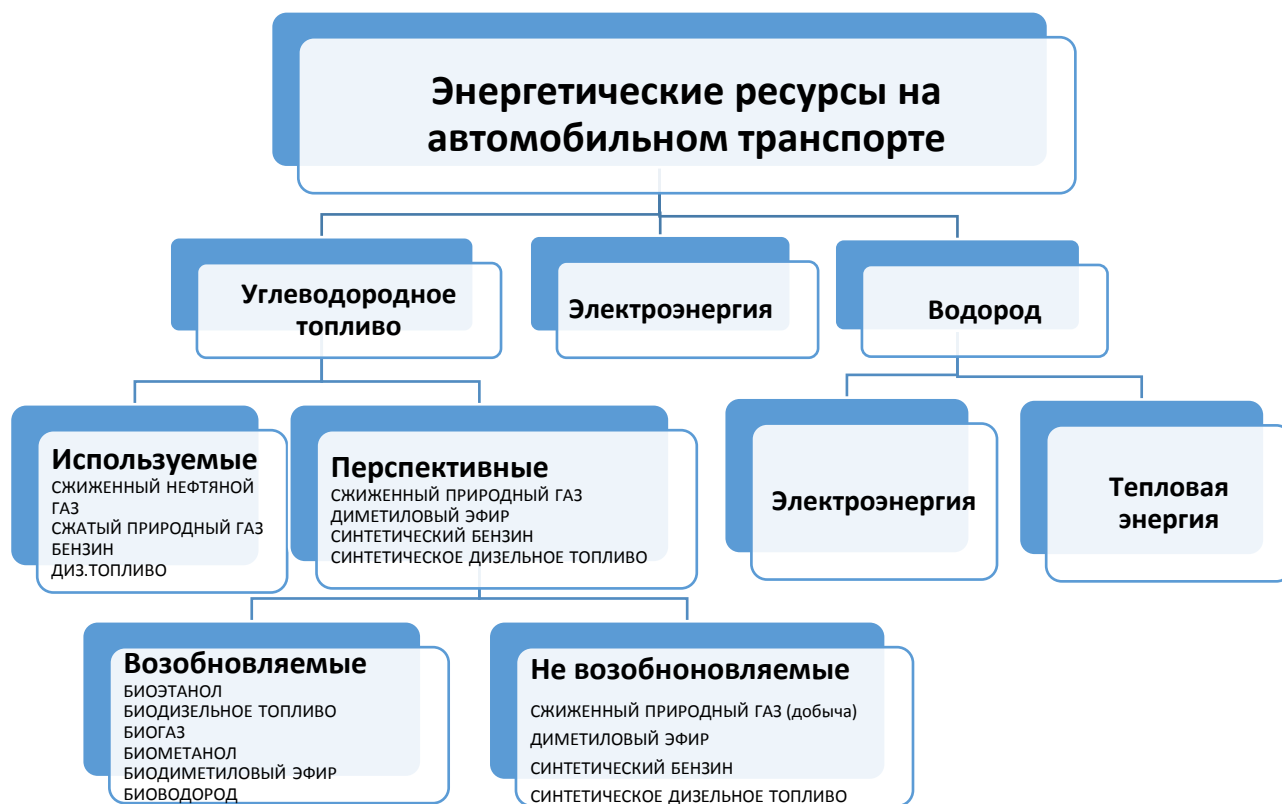 Энергетические ресурсы на
автомобильном транспорте
Углеводородное
топливо
Электроэнергия
Водород
Используемые
СЖИЖЕННЫЙ НЕФТЯНОЙ
ГАЗ
СЖАТЫЙ ПРИРОДНЫЙ ГАЗ
БЕНЗИН
ДИЗ.ТОПЛИВО
Перспективные
СЖИЖЕННЫЙ ПРИРОДНЫЙ ГАЗ
ДИМЕТИЛОВЫЙ ЭФИР
СИНТЕТИЧЕСКИЙ БЕНЗИН
СИНТЕТИЧЕСКОЕ ДИЗЕЛЬНОЕ ТОПЛИВО
Электроэнергия
Тепловая
энергия
Возобновляемые
БИОЭТАНОЛ
БИОДИЗЕЛЬНОЕ ТОПЛИВО
БИОГАЗ
БИОМЕТАНОЛ
БИОДИМЕТИЛОВЫЙ ЭФИР
БИОВОДОРОД
Не возобноновляемые
СЖИЖЕННЫЙ ПРИРОДНЫЙ ГАЗ (добыча)
ДИМЕТИЛОВЫЙ ЭФИР
СИНТЕТИЧЕСКИЙ БЕНЗИН
СИНТЕТИЧЕСКОЕ ДИЗЕЛЬНОЕ ТОПЛИВО